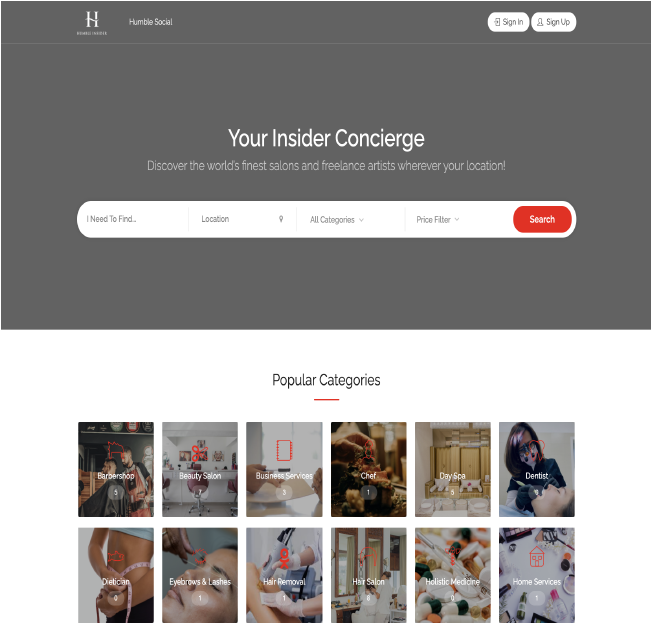 H
HUMBLE INSIDER
Humble Social
Sign In
Sign Up
Your Insider Concierge
Discover the world's finest salons and freelance artists wherever your location!
I Need To Find...
Location
All Categories
Price Filter
Search
Popular Categories
Barbershop
5
Beauty Salon
7
Business Services
3
Chef
1
Day Spa
5
Dentist
Dietician
0
Eyebrows & Lashes
1
Hair Removal
1
Hair Salon
8
Holistic Medicine
0
Home Services
1